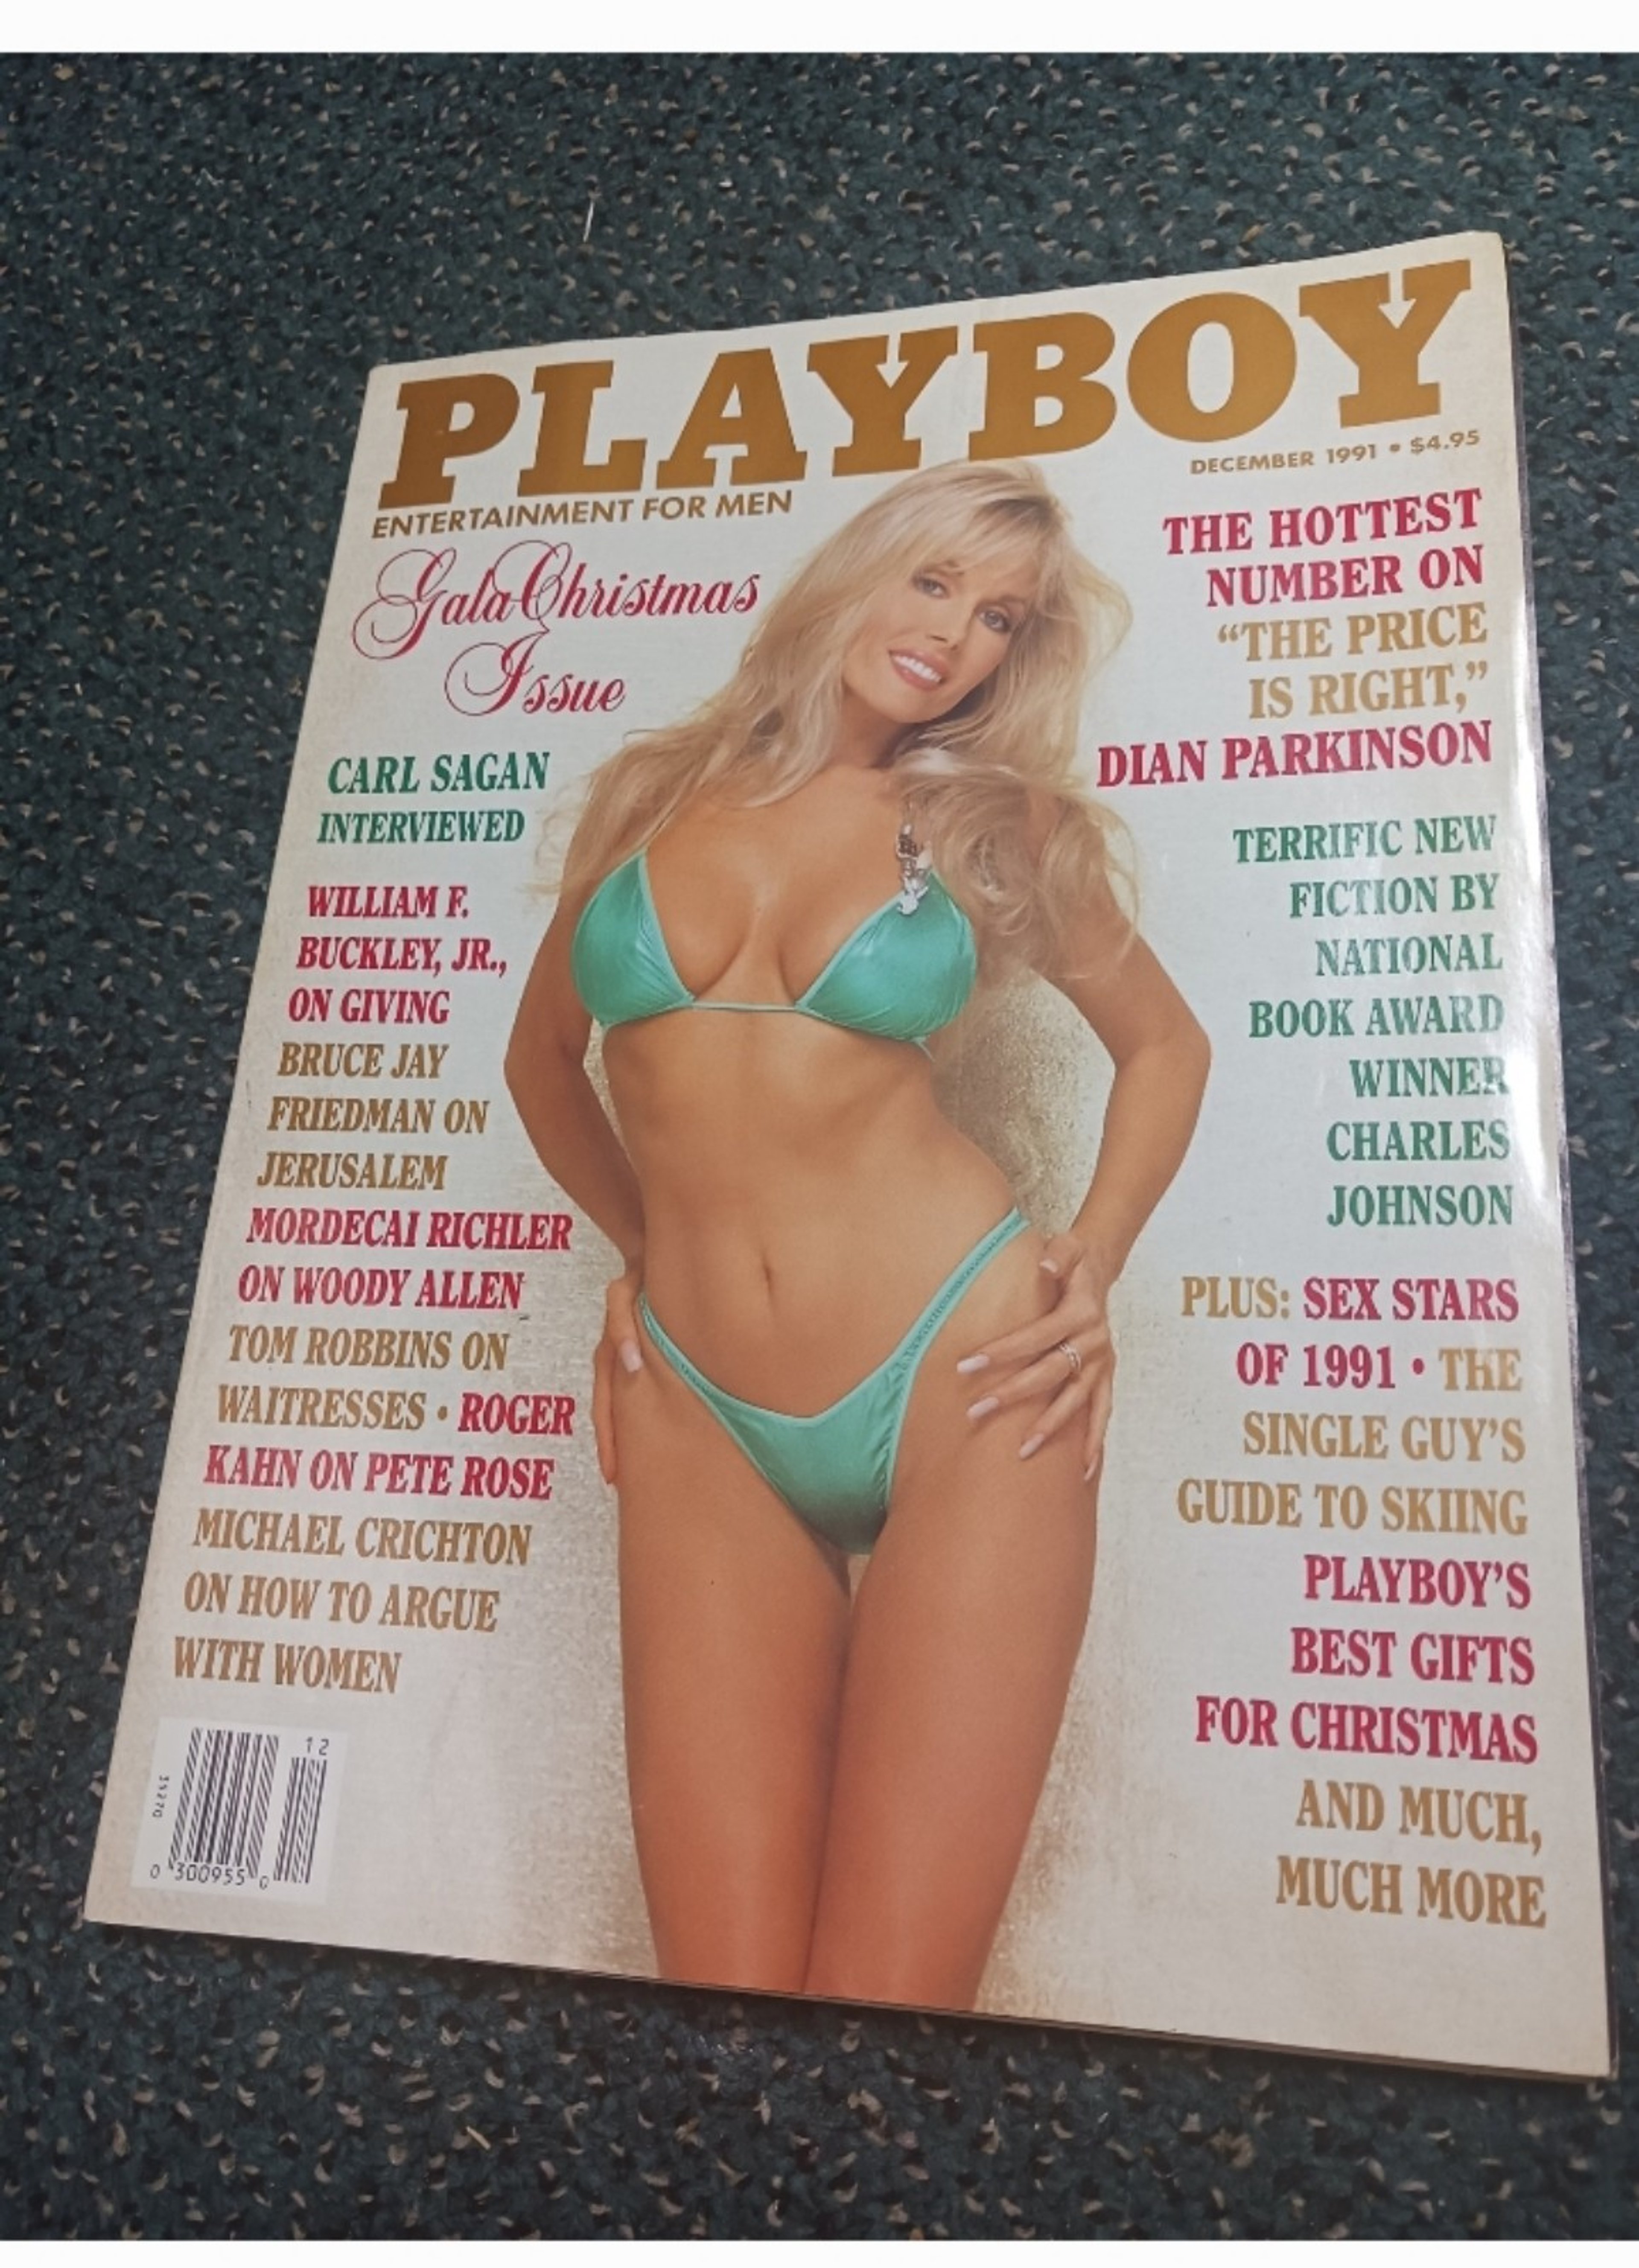 PLAYBOY
ENTERTAINMENT FOR MEN
DECEMBER 1991 • $4.95
Gala Christmas
Issue
CARL SAGAN
INTERVIEWED
WILLIAM F.
BUCKLEY, JR.,
ON GIVING
BRUCE JAY
FRIEDMAN ON
JERUSALEM
MORDECAI RICHLER
ON WOODY ALLEN
TOM ROBBINS ON
WAITRESSES • ROGER
KAHN ON PETE ROSE
MICHAEL CRICHTON
ON HOW TO ARGUE
WITH WOMEN
THE HOTTEST
NUMBER ON
“THE PRICE
IS RIGHT,”
DIAN PARKINSON
TERRIFIC NEW
FICTION BY
NATIONAL
BOOK AWARD
WINNER
CHARLES
JOHNSON
PLUS: SEX STARS
OF 1991 • THE
SINGLE GUY’S
GUIDE TO SKIING
PLAYBOY’S
BEST GIFTS
FOR CHRISTMAS
AND MUCH,
MUCH MORE
12
0 300955 0